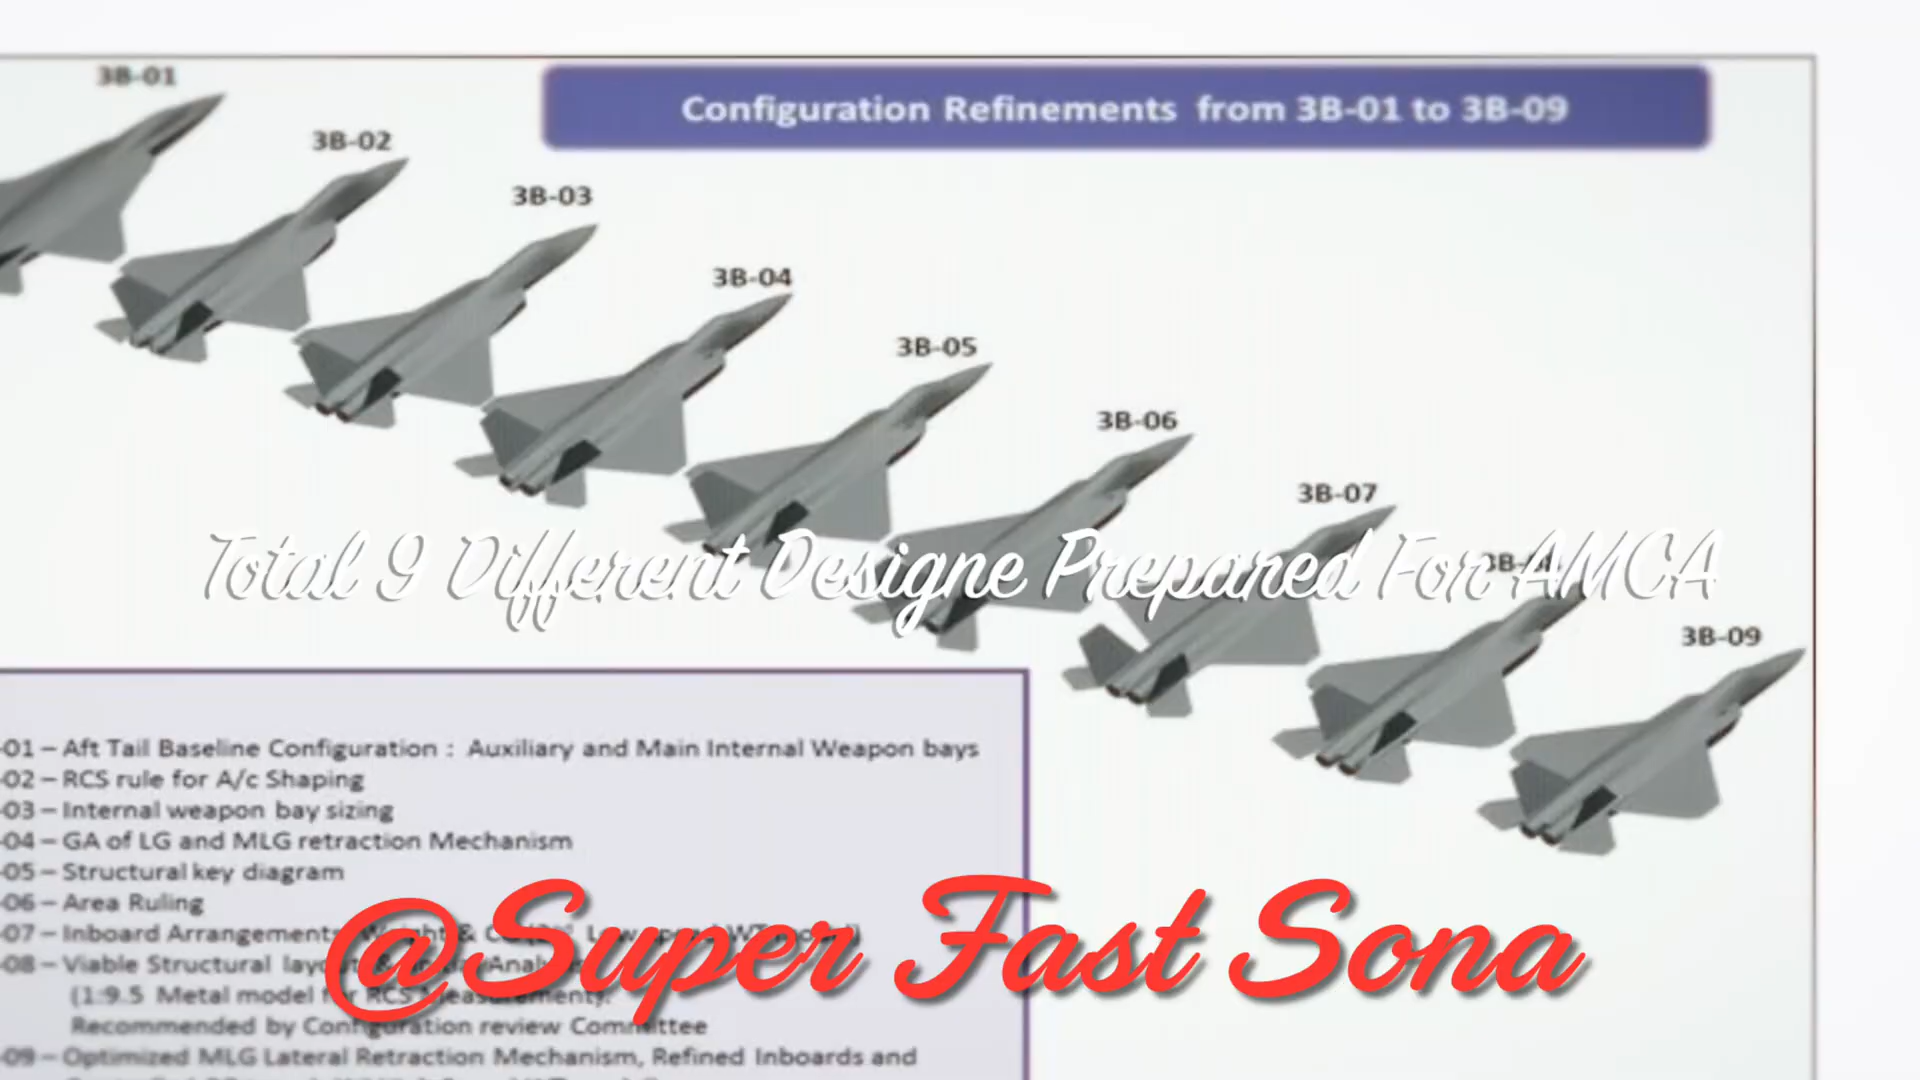 3B-01
Configuration Refinements from 3B-01 to 3B-09
3B-02
3B-03
3B-04
3B-05
3B-06
3B-07
Total 9 Different Designe Prepared For AMCA
3B-09
-01 – Aft Tail Baseline Configuration : Auxiliary and Main Internal Weapon bays
-02 – RCS rule for A/c Shaping
-03 – Internal weapon bay sizing
-04 – GA of LG and MLG retraction Mechanism
-05 – Structural key diagram
-06 – Area Ruling
-07 – Inboard Arrangements
-08 – Viable Structural
(1:9.5 Metal model for RCS Measurement).
Recommended by Configuration review Committee
-09 – Optimized MLG Lateral Retraction Mechanism, Refined Inboards and
@Super Fast Sona